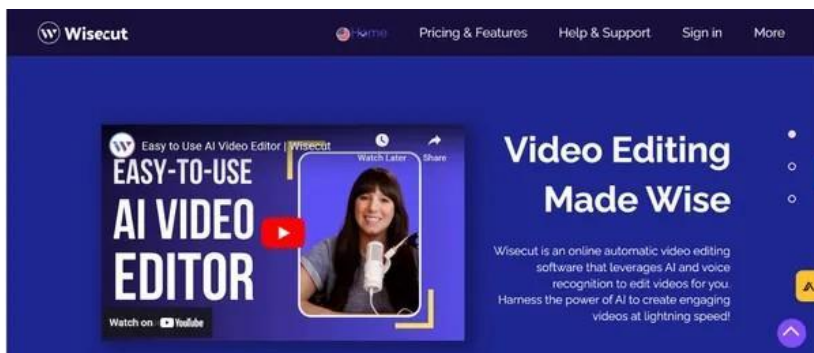 Wisecut
Home
Pricing & Features
Help & Support
Sign in
More
Easy to Use AI Video Editor | Wisecut
Watch Later
Share
EASY-TO-USE
AI VIDEO
EDITOR
Watch on YouTube
Video Editing
Made Wise
Wisecut is an online automatic video editing
software that leverages AI and voice
recognition to edit videos for you.
Harness the power of AI to create engaging
videos at lightning speed!